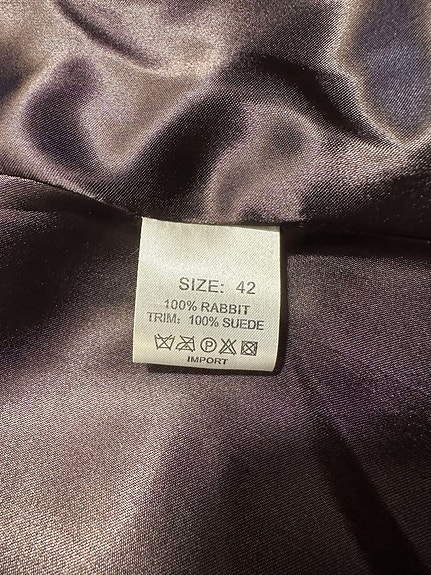 SIZE: 42
100% RABBIT
TRIM: 100% SUEDE
P
IMPORT